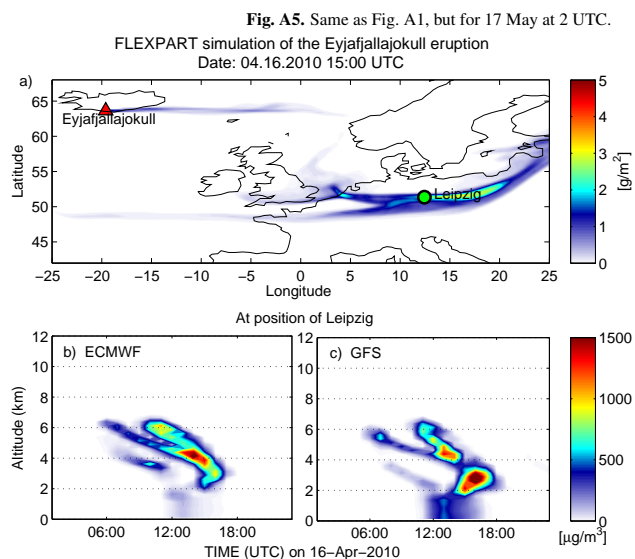 Fig. A5. Same as Fig. A1, but for 17 May at 2 UTC.
FLEXPART simulation of the Eyjafjallajokull eruption
Date: 04.16.2010 15:00 UTC
a)
65
60
55
50
45
Latitude
Eyjafjallajokull
Leipzig
−25 −20 −15 −10 −5 0 5 10 15 20 25
Longitude
5
4
3
2
1
0
[g/m2]
At position of Leipzig
b) ECMWF
12
10
8
6
4
2
0
Altitude (km)
06:00 12:00 18:00
c) GFS
12
10
8
6
4
2
0
06:00 12:00 18:00
TIME (UTC) on 16−Apr−2010
1500
1000
500
0
[µg/m3]